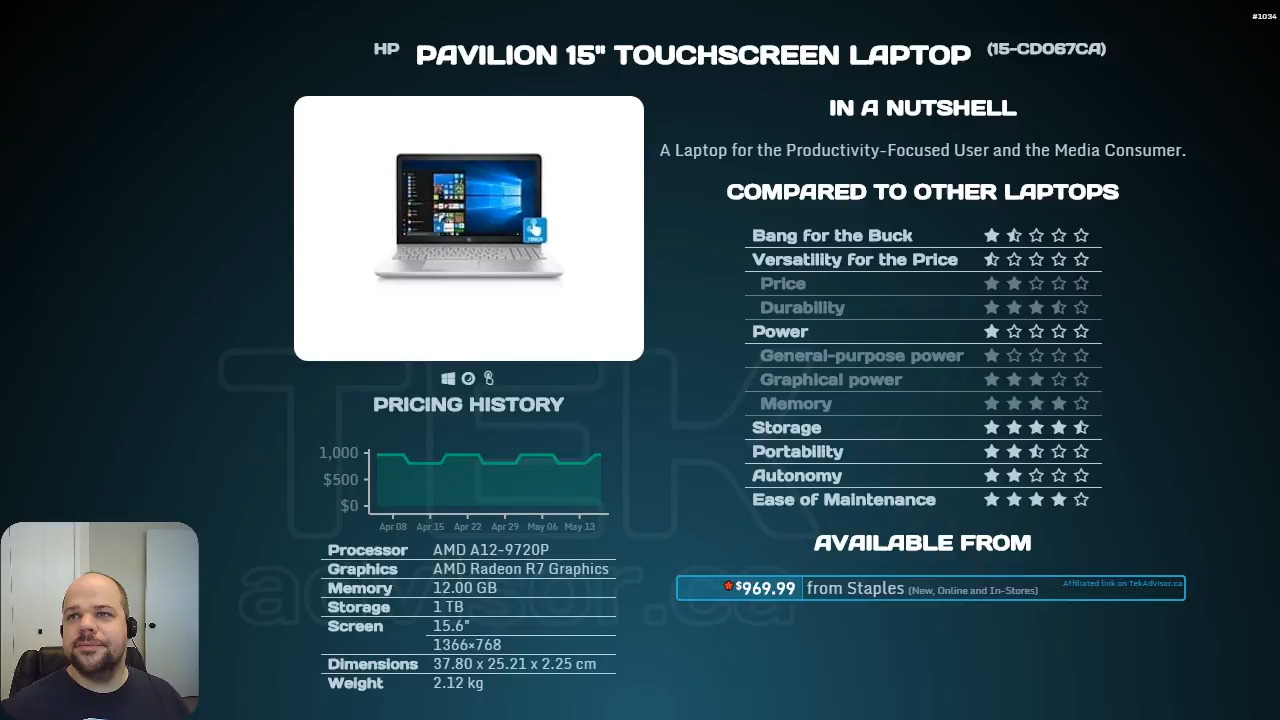 #1034
HP PAVILION 15" TOUCHSCREEN LAPTOP (15-CD067CA)
IN A NUTSHELL
A Laptop for the Productivity-Focused User and the Media Consumer.
COMPARED TO OTHER LAPTOPS
Bang for the Buck
Versatility for the Price
Price
Durability
Power
General-purpose power
Graphical power
Memory
Storage
Portability
Autonomy
Ease of Maintenance
PRICING HISTORY
1,000
$500
$0
Apr 08 Apr 15 Apr 22 Apr 29 May 06 May 13
Processor AMD A12-9720P
Graphics AMD Radeon R7 Graphics
Memory 12.00 GB
Storage 1 TB
Screen 15.6"
1366×768
Dimensions 37.80 x 25.21 x 2.25 cm
Weight 2.12 kg
AVAILABLE FROM
$969.99 from Staples (New, Online and In-Stores)
Affiliated link on TekAdvisor.ca
TEK
advisor.ca